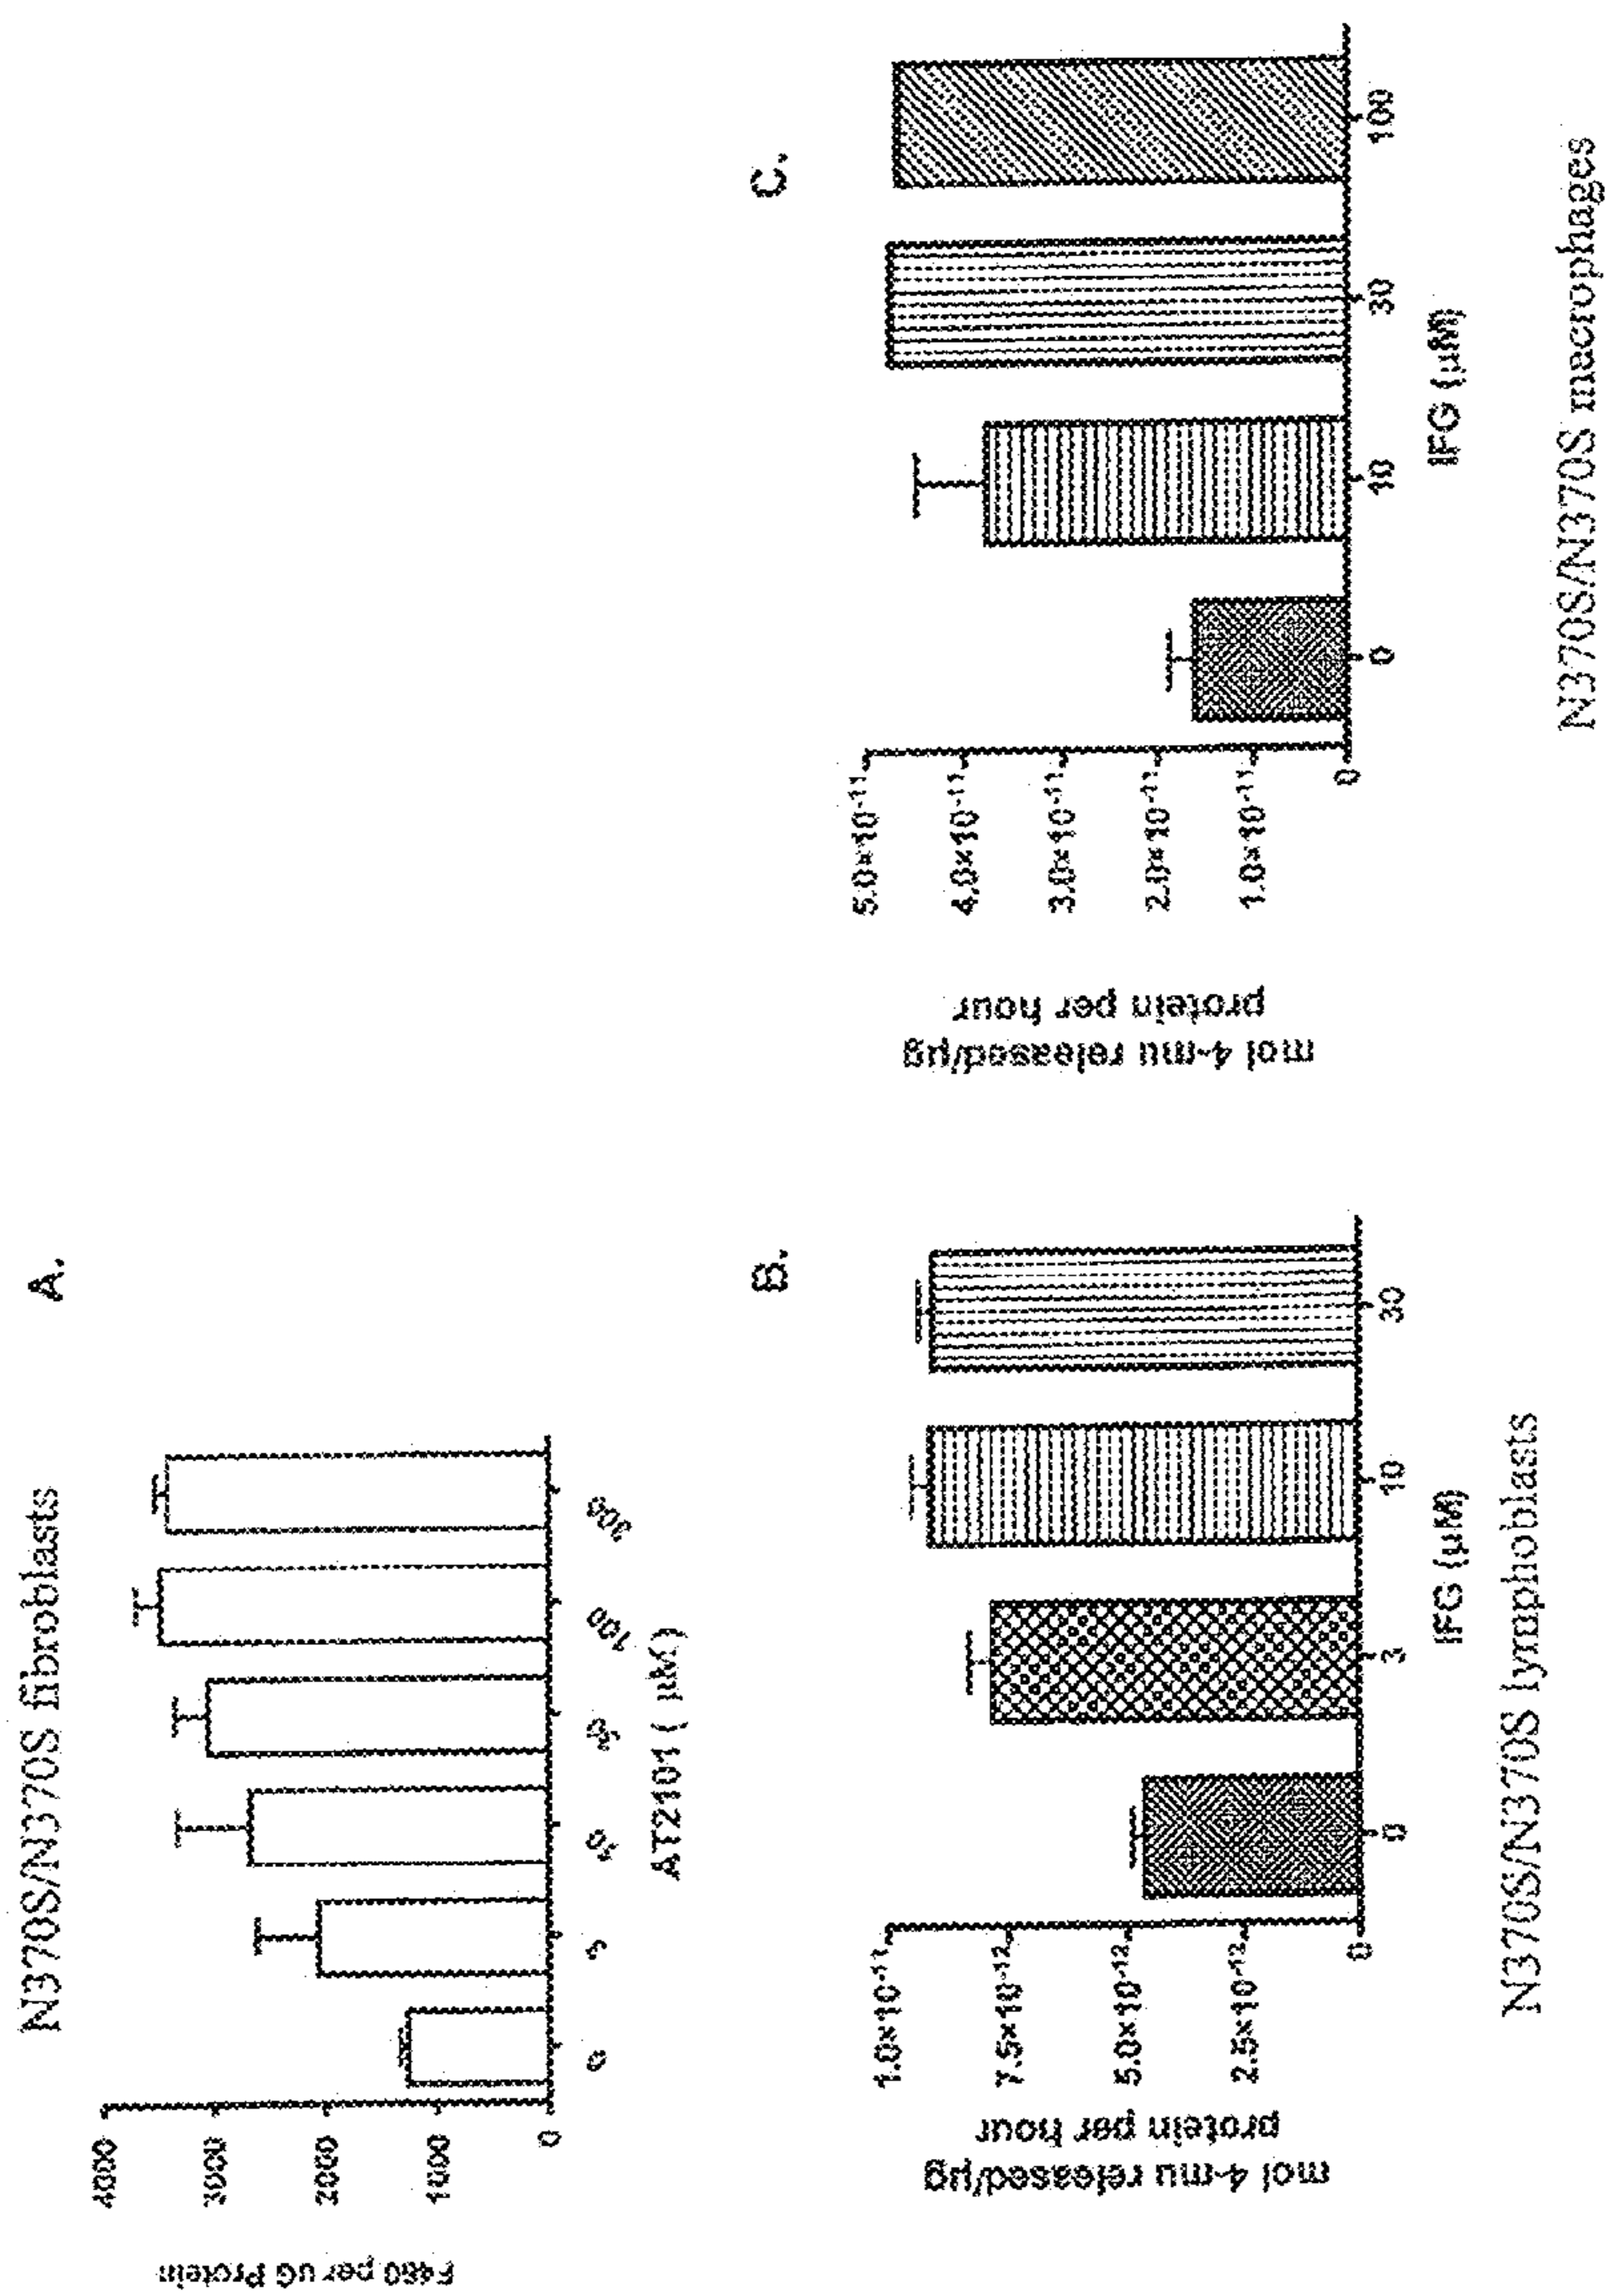 A.
N370S/N370S fibroblasts
F460 per uG Protein
4000
3000
2000
1000
0
0 3 10 30 100 300
AT2101 ( µM)
B.
mol 4-mu released/µg
protein per hour
1.0×10-11
7.5×10-12
5.0×10-12
2.5×10-12
0
0 3 10 30
IFG (µM)
N370S/N370S lymphoblasts
C.
mol 4-mu released/µg
protein per hour
5.0×10-11
4.0×10-11
3.0×10-11
2.0×10-11
1.0×10-11
0
0 10 30 100
IFG (µM)
N370S/N370S macrophages